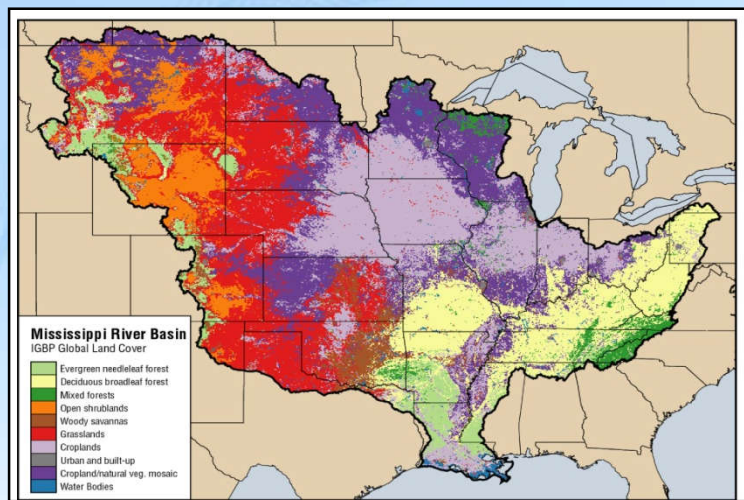 Mississippi River Basin
IGBP Global Land Cover
Evergreen needleleaf forest
Deciduous broadleaf forest
Mixed forests
Open shrublands
Woody savannas
Grasslands
Croplands
Urban and built-up
Cropland/natural veg. mosaic
Water Bodies